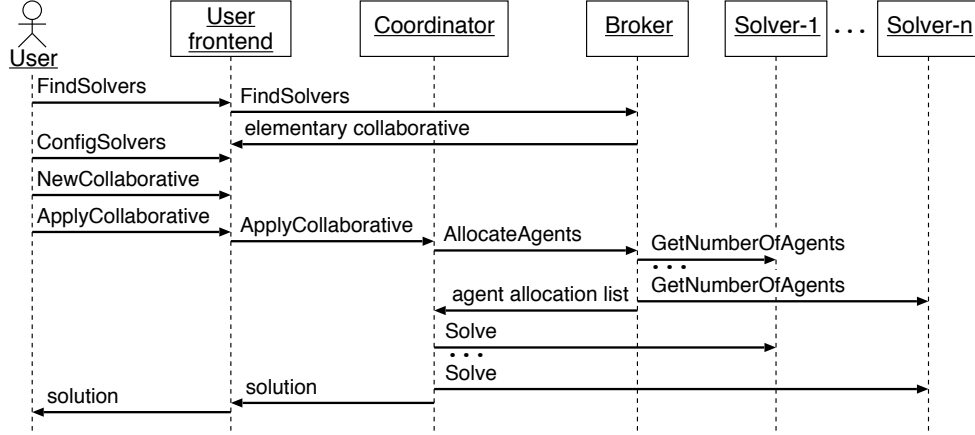 User
User
frontend
Coordinator
Broker
Solver-1
...
Solver-n
FindSolvers
FindSolvers
elementary collaborative
ConfigSolvers
NewCollaborative
ApplyCollaborative
ApplyCollaborative
AllocateAgents
GetNumberOfAgents
...
GetNumberOfAgents
agent allocation list
Solve
...
Solve
solution
solution